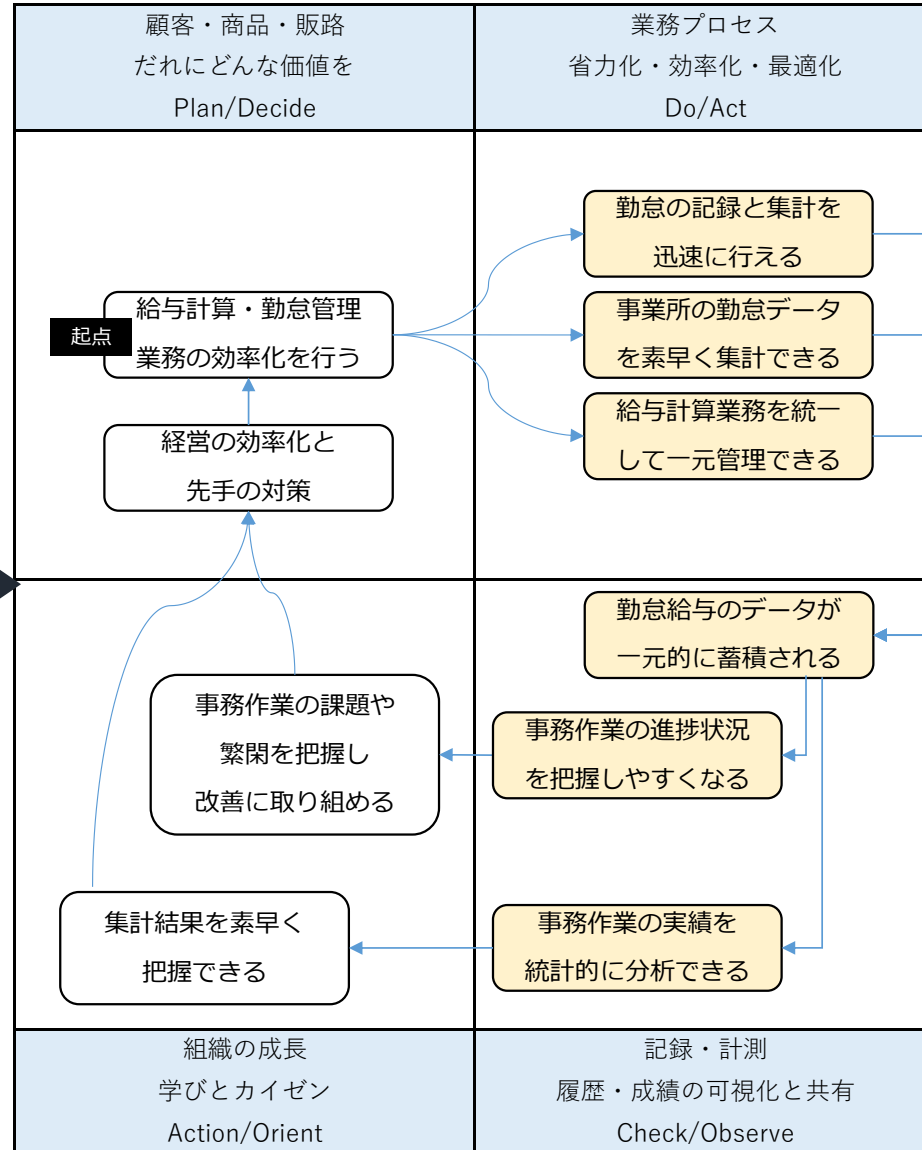 顧客・商品・販路
だれにどんな価値を
Plan/Decide
業務プロセス
省力化・効率化・最適化
Do/Act
起点
給与計算・勤怠管理
業務の効率化を行う
経営の効率化と
先手の対策
勤怠の記録と集計を
迅速に行える
事業所の勤怠データ
を素早く集計できる
給与計算業務を統一
して一元管理できる
事務作業の課題や
繁閑を把握し
改善に取り組める
集計結果を素早く
把握できる
勤怠給与のデータが
一元的に蓄積される
事務作業の進捗状況
を把握しやすくなる
事務作業の実績を
統計的に分析できる
組織の成長
学びとカイゼン
Action/Orient
記録・計測
履歴・成績の可視化と共有
Check/Observe